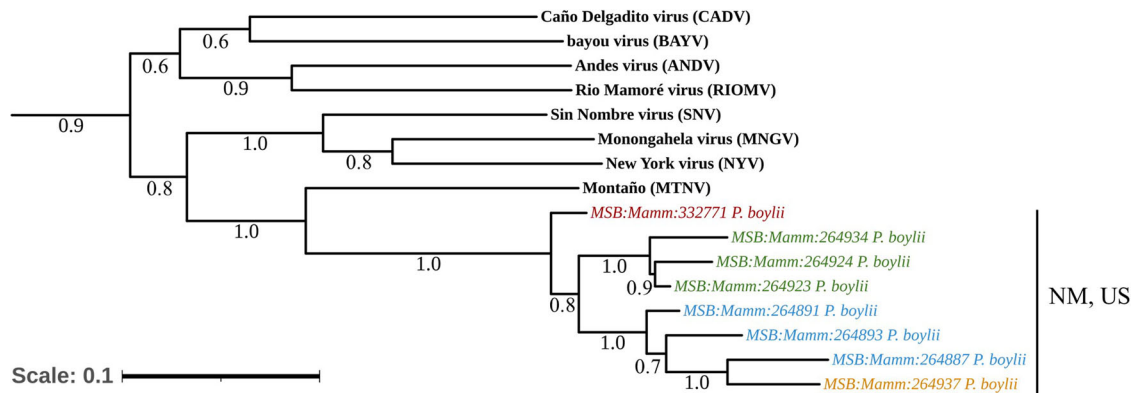 Caño Delgadito virus (CADV)
0.6
bayou virus (BAYV)
0.6
Andes virus (ANDV)
0.9
Rio Mamoré virus (RIOMV)
0.9
Sin Nombre virus (SNV)
1.0
Monongahela virus (MNGV)
0.8
New York virus (NYV)
0.8
Montaño (MTNV)
MSB:Mamm:332771 P. boylii
1.0
MSB:Mamm:264934 P. boylii
1.0
MSB:Mamm:264924 P. boylii
1.0
0.9
MSB:Mamm:264923 P. boylii
0.8
NM, US
MSB:Mamm:264891 P. boylii
1.0
MSB:Mamm:264893 P. boylii
0.7
MSB:Mamm:264887 P. boylii
Scale: 0.1
1.0
MSB:Mamm:264937 P. boylii